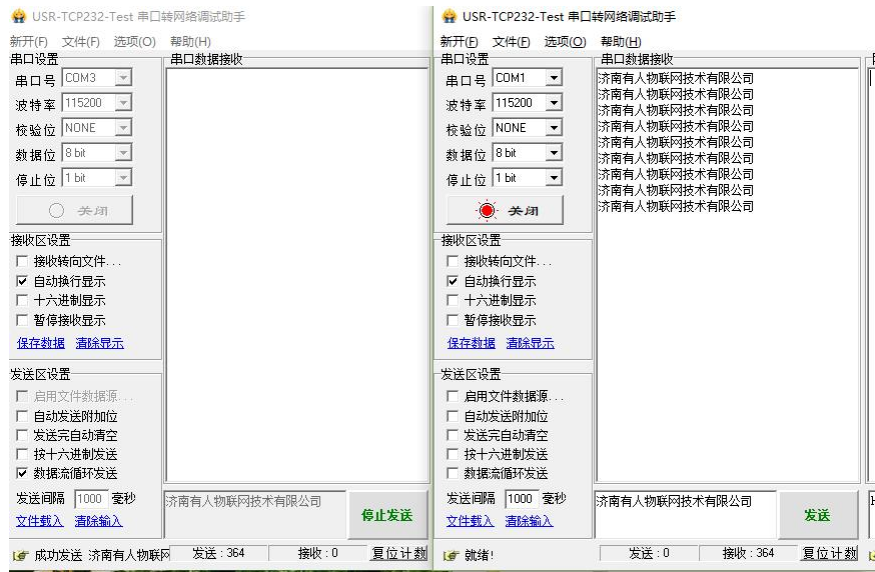 USR-TCP232-Test 串口转网络调试助手
新开(F) 文件(F) 选项(O) 帮助(H)
串口设置
串口号 COM3
波特率 115200
校验位 NONE
数据位 8 bit
停止位 1 bit
关闭
接收区设置
接收转向文件...
自动换行显示
十六进制显示
暂停接收显示
保存数据 清除显示
发送区设置
启用文件数据源...
自动发送附加位
发送完自动清空
按十六进制发送
数据流循环发送
发送间隔 1000 毫秒
文件载入 清除输入
串口数据接收
济南有人物联网技术有限公司
停止发送
成功发送 济南有人物联网
发送 : 364
接收 : 0
复位计数
USR-TCP232-Test 串口转网络调试助手
新开(F) 文件(F) 选项(O) 帮助(H)
串口设置
串口号 COM1
波特率 115200
校验位 NONE
数据位 8 bit
停止位 1 bit
关闭
接收区设置
接收转向文件...
自动换行显示
十六进制显示
暂停接收显示
保存数据 清除显示
发送区设置
启用文件数据源...
自动发送附加位
发送完自动清空
按十六进制发送
数据流循环发送
发送间隔 1000 毫秒
文件载入 清除输入
串口数据接收
济南有人物联网技术有限公司
济南有人物联网技术有限公司
济南有人物联网技术有限公司
济南有人物联网技术有限公司
济南有人物联网技术有限公司
济南有人物联网技术有限公司
济南有人物联网技术有限公司
济南有人物联网技术有限公司
济南有人物联网技术有限公司
济南有人物联网技术有限公司
发送
就绪!
发送 : 0
接收 : 364
复位计数